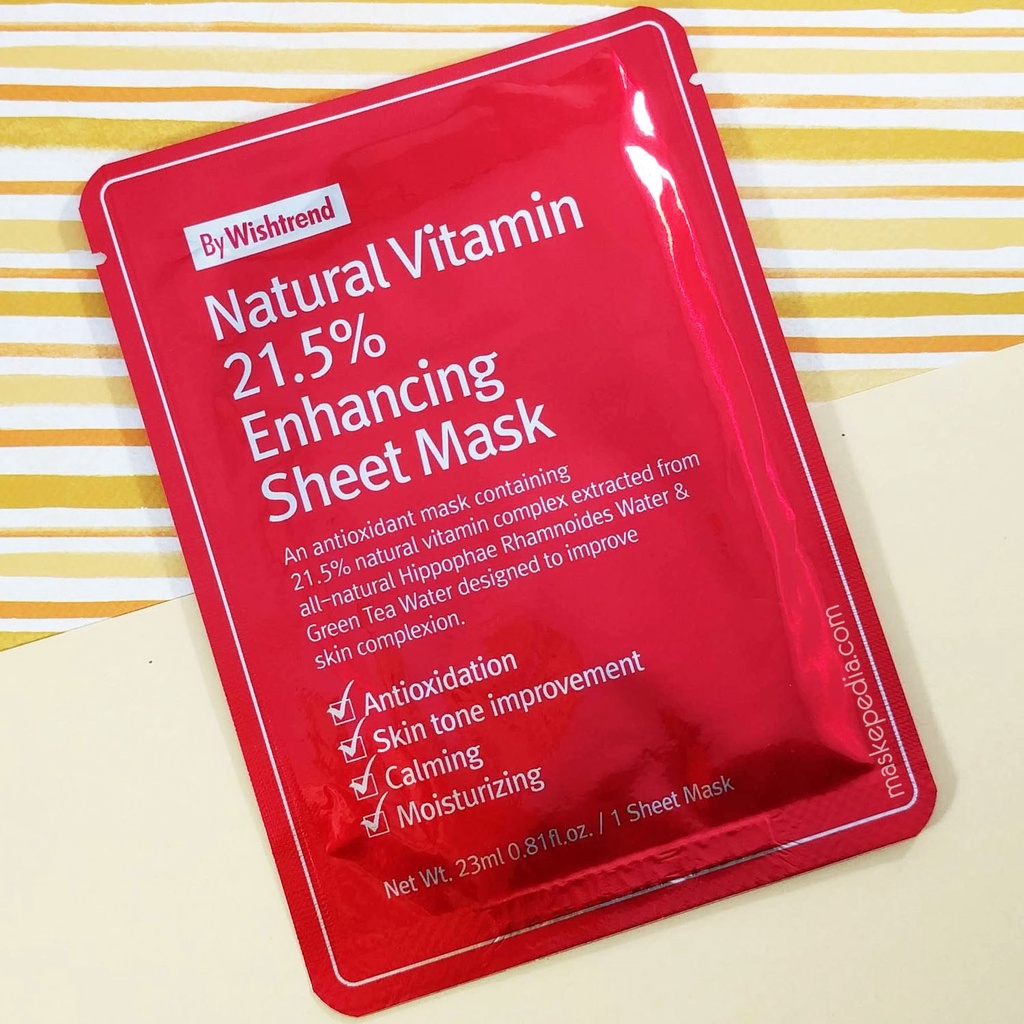 By Wishtrend
Natural Vitamin
21.5%
Enhancing
Sheet Mask
An antioxidant mask containing
21.5% natural vitamin complex extracted from
all-natural Hippophae Rhamnoides Water &
Green Tea Water designed to improve
skin complexion.
Antioxidation
Skin tone improvement
Calming
Moisturizing
Net Wt. 23ml 0.81fl.oz. / 1 Sheet Mask
maskepedia.com